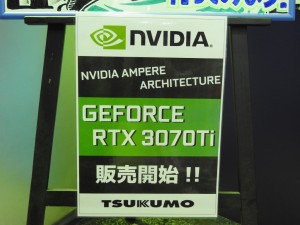 NVIDIA
NVIDIA AMPERE
ARCHITECTURE
GEFORCE
RTX 3070Ti
販売開始!!
TSUKUMO